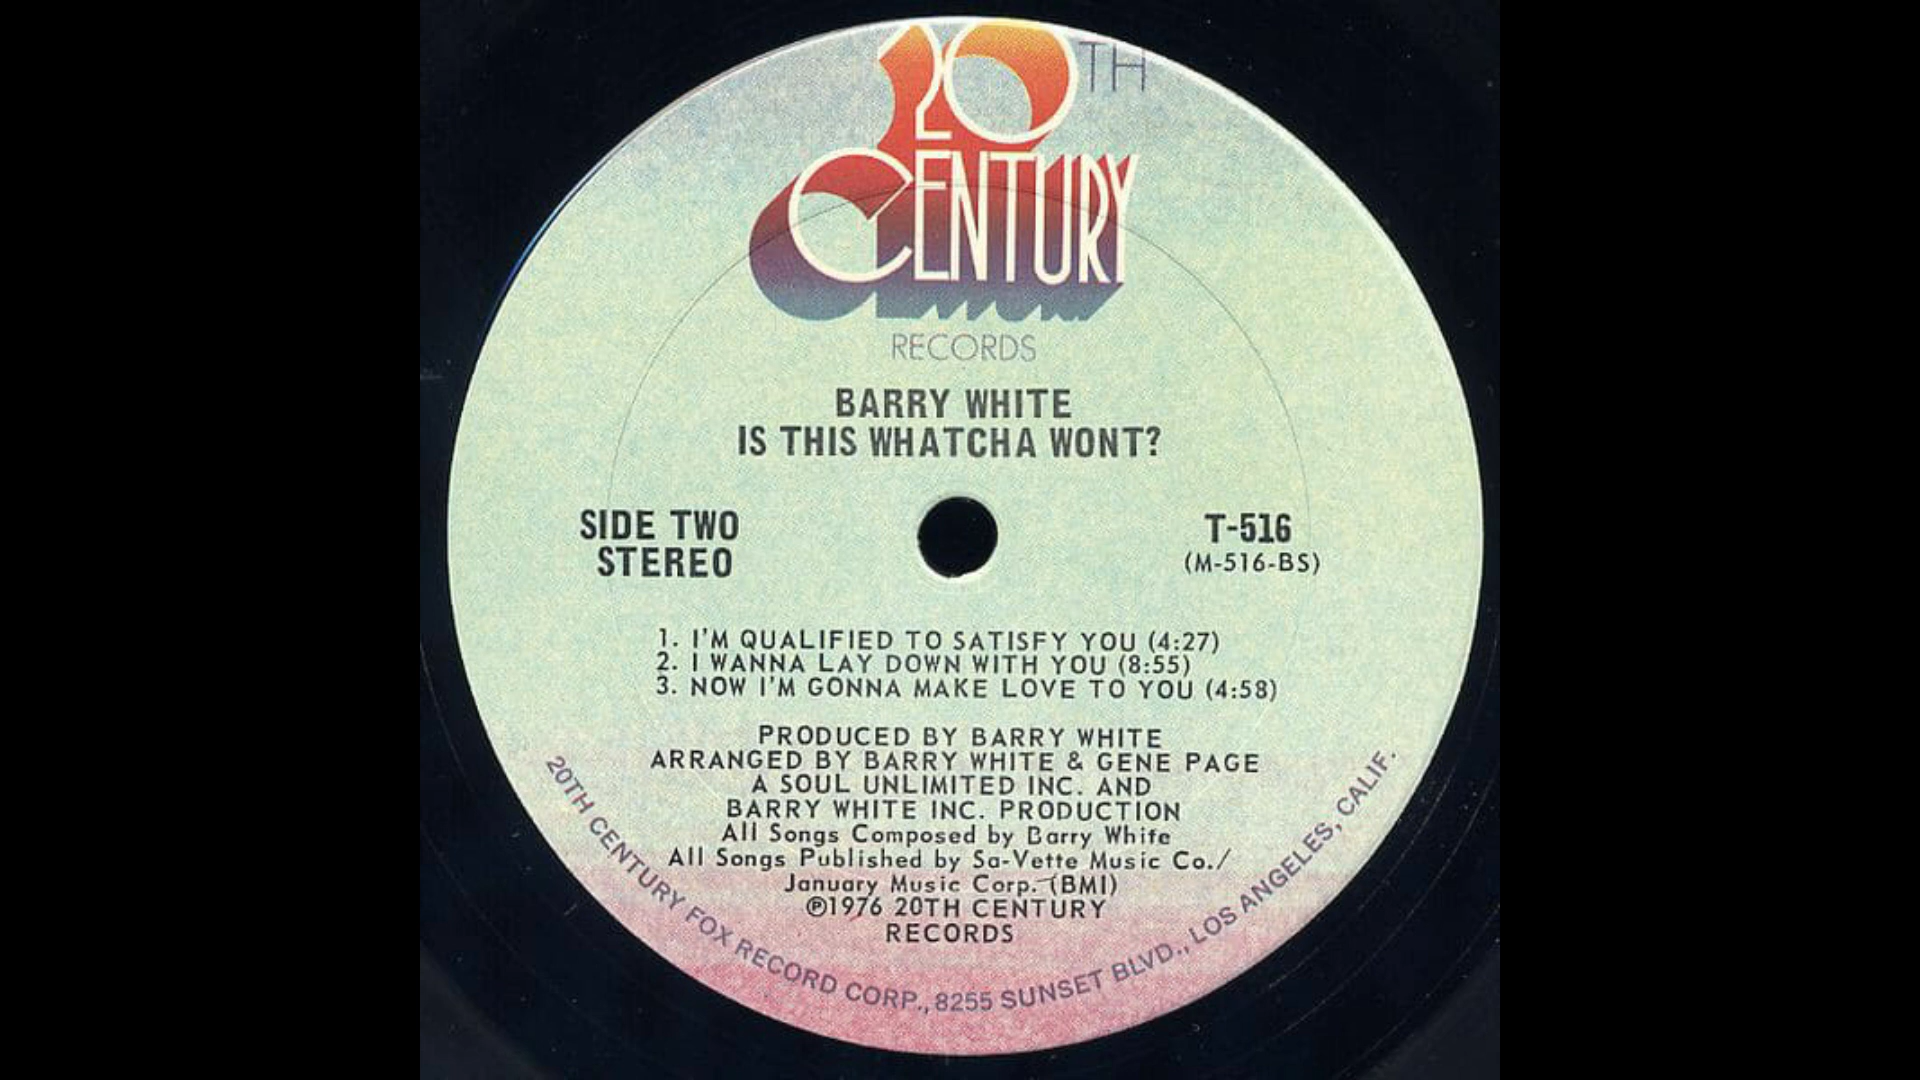 20TH
CENTURY
RECORDS
BARRY WHITE
IS THIS WHATCHA WONT?
SIDE TWO
STEREO
T-516
(M-516-BS)
1. I'M QUALIFIED TO SATISFY YOU (4:27)
2. I WANNA LAY DOWN WITH YOU (8:55)
3. NOW I'M GONNA MAKE LOVE TO YOU (4:58)
PRODUCED BY BARRY WHITE
ARRANGED BY BARRY WHITE & GENE PAGE
A SOUL UNLIMITED INC. AND
BARRY WHITE INC. PRODUCTION
All Songs Composed by Barry White
All Songs Published by Sa-Vette Music Co./
January Music Corp. (BMI)
℗1976 20TH CENTURY
RECORDS
20TH CENTURY FOX RECORD CORP., 8255 SUNSET BLVD., LOS ANGELES, CALIF.